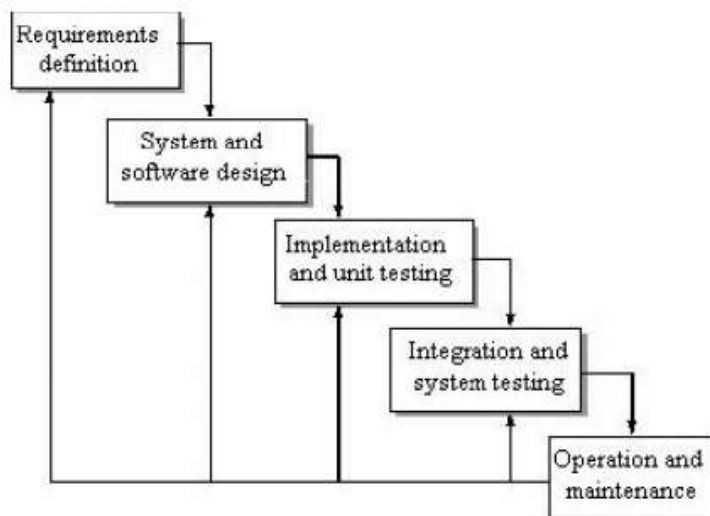 Requirements
definition
System and
software design
Implementation
and unit testing
Integration and
system testing
Operation and
maintenance